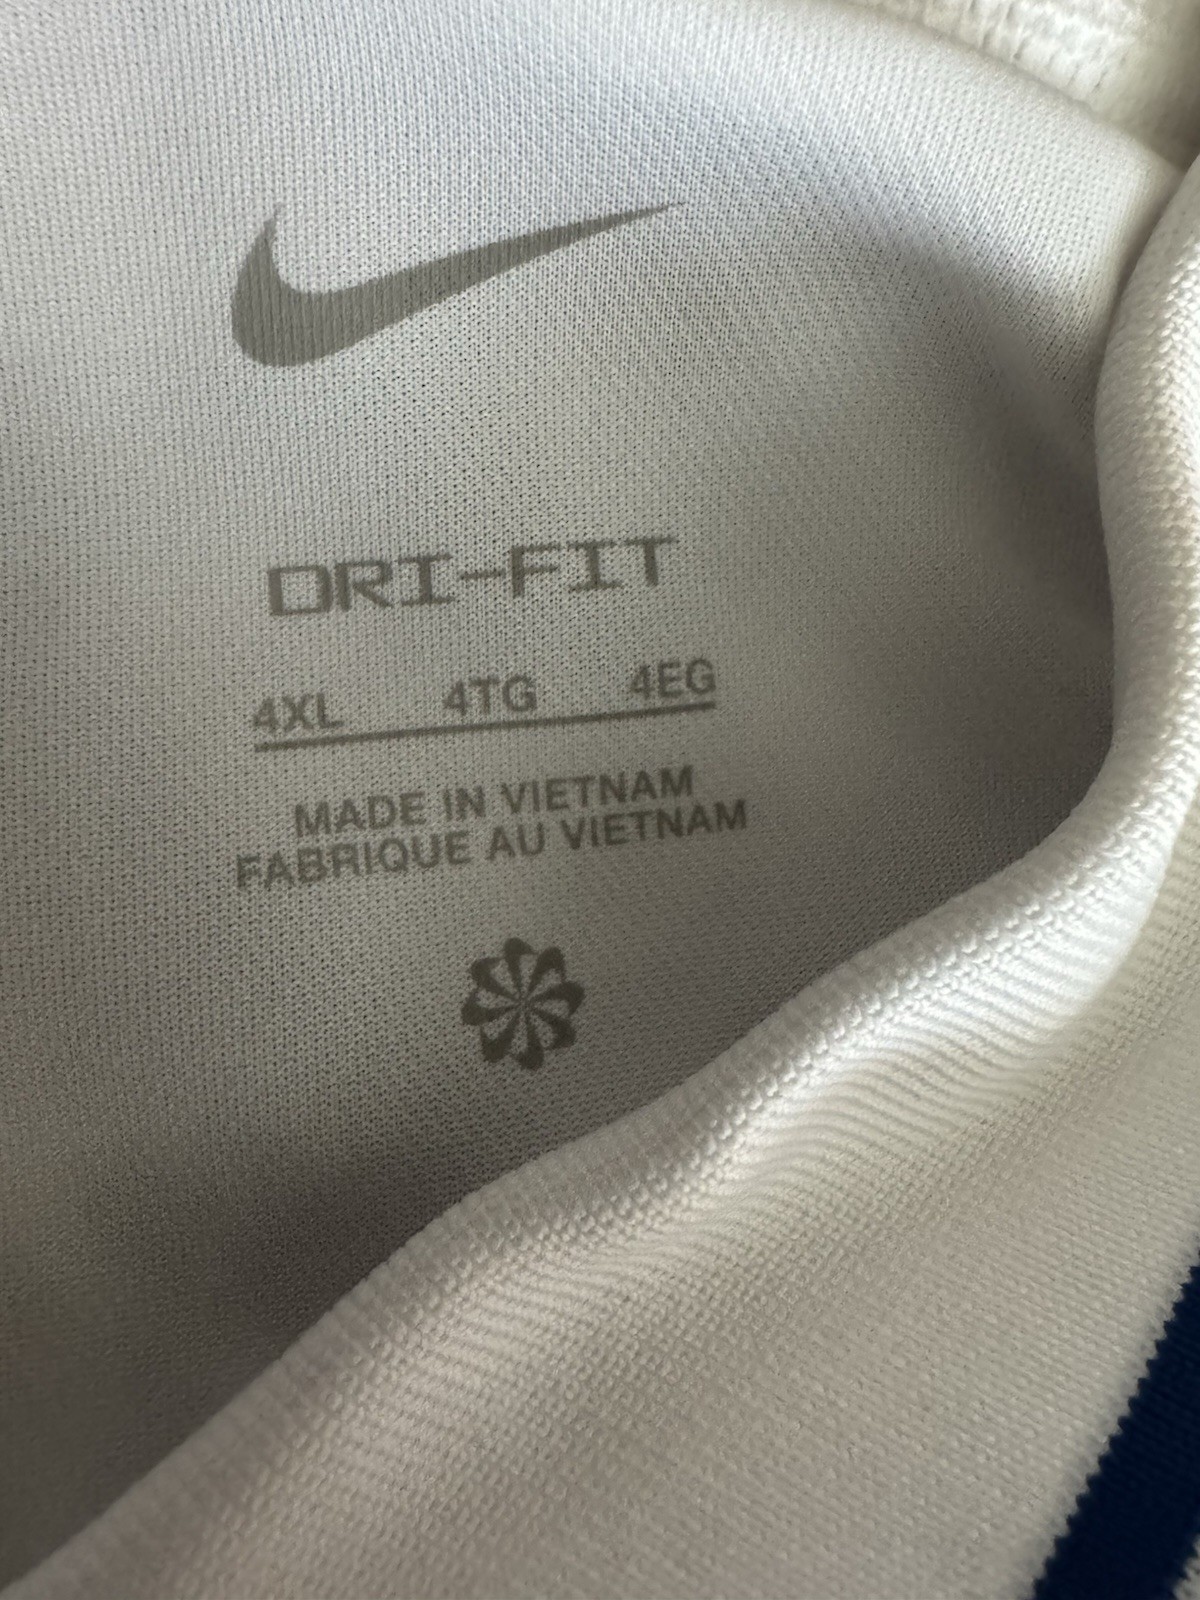 DRI-FIT
4XL 4TG 4EG
MADE IN VIETNAM
FABRIQUE AU VIETNAM